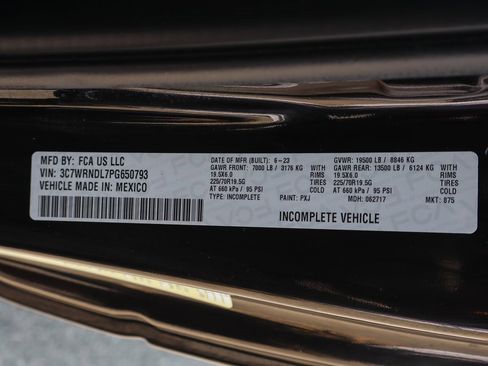 MFD BY: FCA US LLC
VIN: 3C7WRNDL7PG650793
VEHICLE MADE IN: MEXICO
DATE OF MFR (BUILT): 6-23
GAWR FRONT: 7000 LB / 3176 KG
19.5X6.0 RIMS WITH
225/70R19.5G TIRES
AT 660 kPa / 95 PSI COLD
TYPE: INCOMPLETE
GVWR: 19500 LB / 8846 KG
GAWR REAR: 13500 LB / 6124 KG
19.5X6.0 RIMS WITH
225/70R19.5G TIRES
AT 660 kPa / 95 PSI COLD
PAINT: PXJ MDH: 062717 MKT: 875
INCOMPLETE VEHICLE